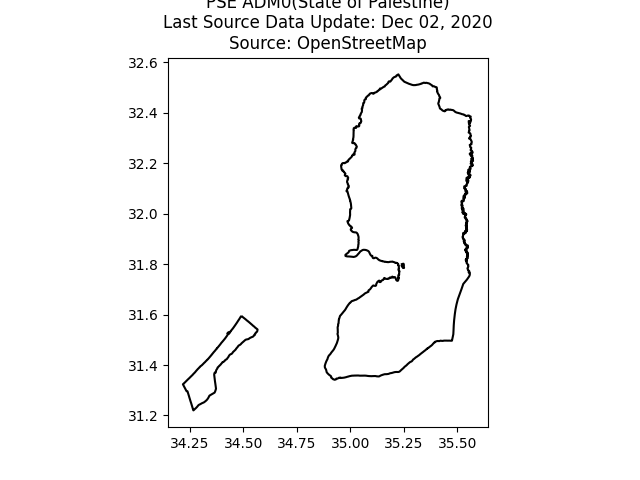 PSE ADM0(State of Palestine)
Last Source Data Update: Dec 02, 2020
Source: OpenStreetMap
32.6
32.4
32.2
32.0
31.8
31.6
31.4
31.2
34.25 34.50 34.75 35.00 35.25 35.50